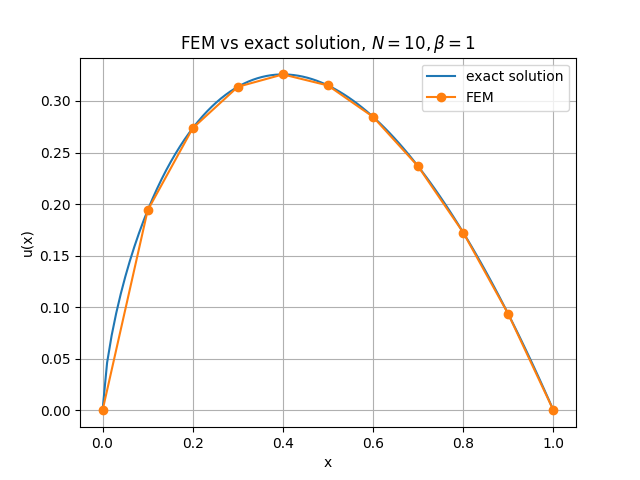 FEM vs exact solution, $N = 10, \beta = 1$
exact solution
FEM
u(x)
0.30
0.25
0.20
0.15
0.10
0.05
0.00
0.0 0.2 0.4 0.6 0.8 1.0
x